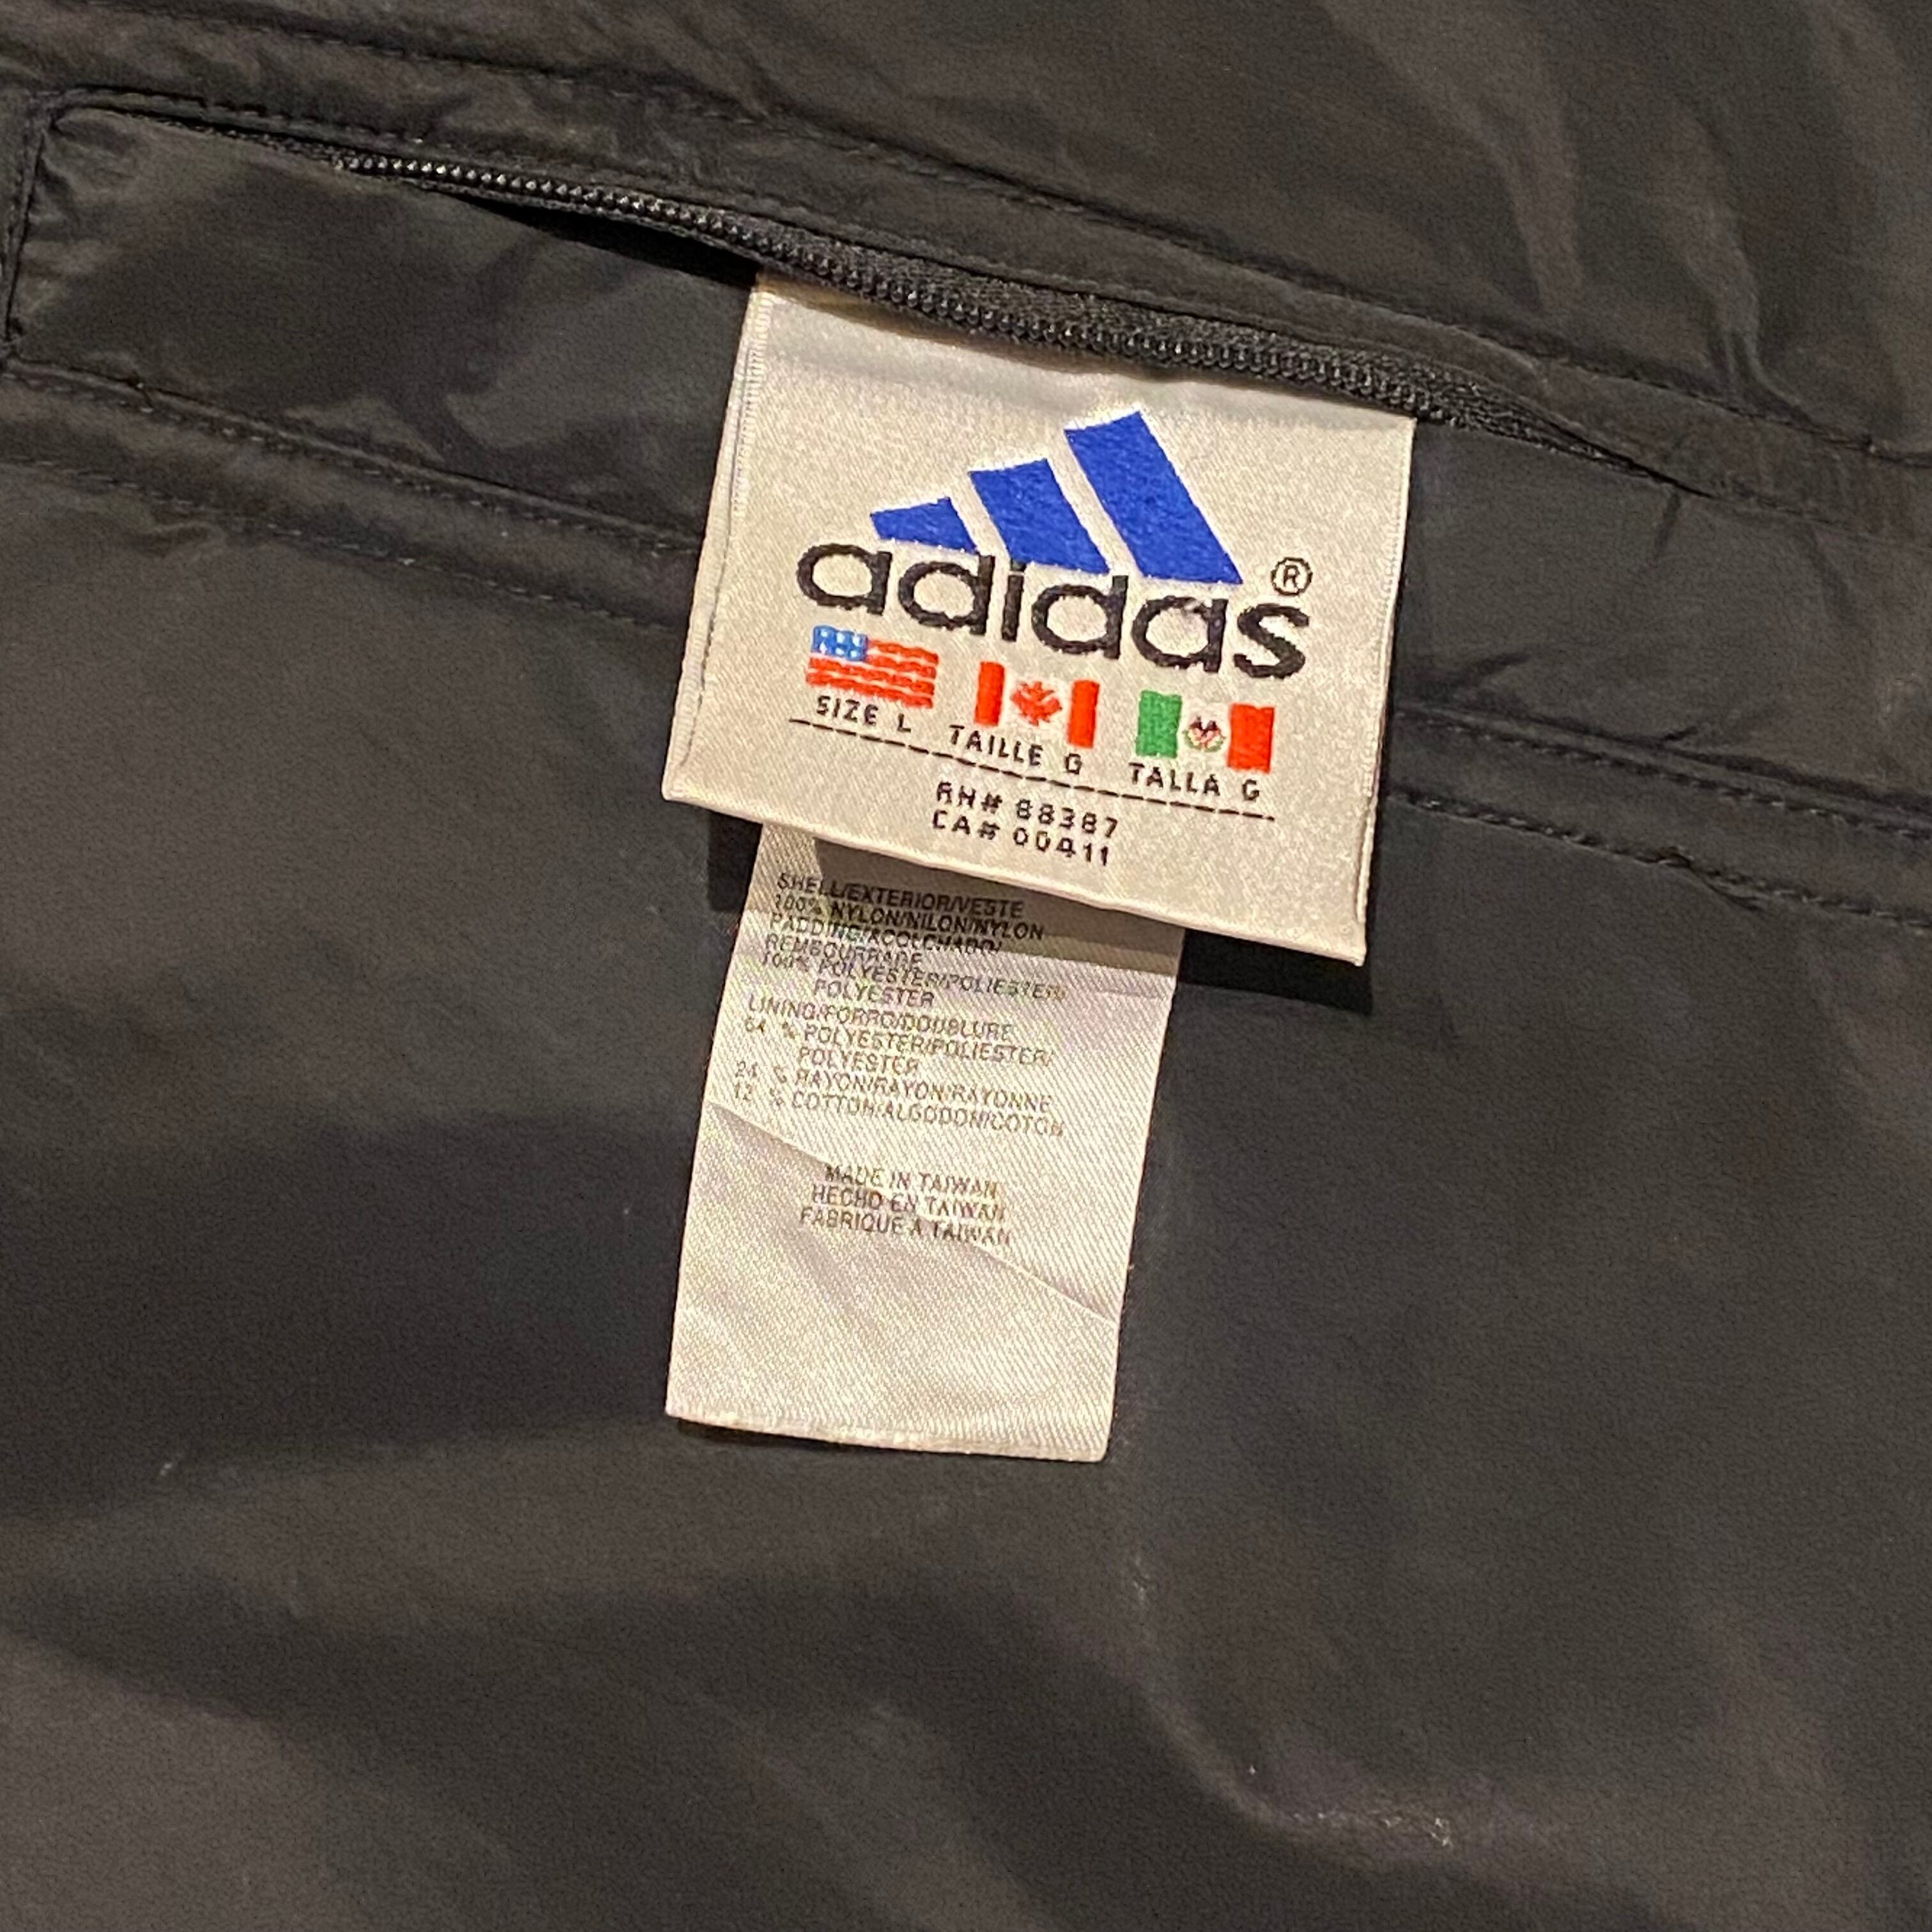 adidas®
SIZE L TAILLE G TALLA G
RN# 88387
CA# 00411
SHELL/EXTERIOR/VESTE
100% NYLON/NILON/NYLON
PADDING/ACOLCHADO/
REMBOURRAGE
100% POLYESTER/POLIESTER/
POLYESTER
LINING/FORRO/DOUBLURE
64 % POLYESTER/POLIESTER/
POLYESTER
24 % RAYON/RAYON/RAYONNE
12 % COTTON/ALGODON/COTON
MADE IN TAIWAN
HECHO EN TAIWAN
FABRIQUE A TAIWAN